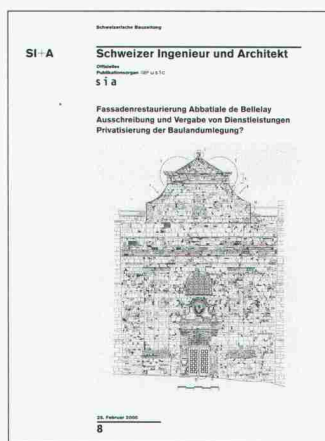 Schweizerische Bauzeitung
SI+A
Schweizer Ingenieur und Architekt
Offizielles
Publikationsorgan
sia
Fassadenrestaurierung Abbatiale de Bellelay
Ausschreibung und Vergabe von Dienstleistungen
Privatisierung der Baulandumlegung?
25. Februar 2000
8